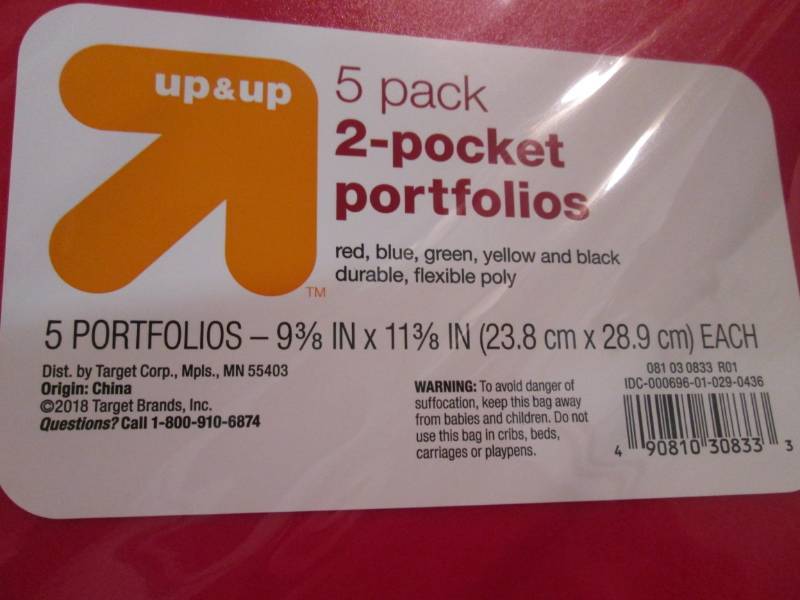 up&up
TM
5 pack
2-pocket
portfolios
red, blue, green, yellow and black
durable, flexible poly
5 PORTFOLIOS – 9⅜ IN x 11⅜ IN (23.8 cm x 28.9 cm) EACH
Dist. by Target Corp., Mpls., MN 55403
Origin: China
©2018 Target Brands, Inc.
Questions? Call 1-800-910-6874
WARNING: To avoid danger of
suffocation, keep this bag away
from babies and children. Do not
use this bag in cribs, beds,
carriages or playpens.
081 03 0833 R01
IDC-000696-01-029-0436
4 90810 30833 3